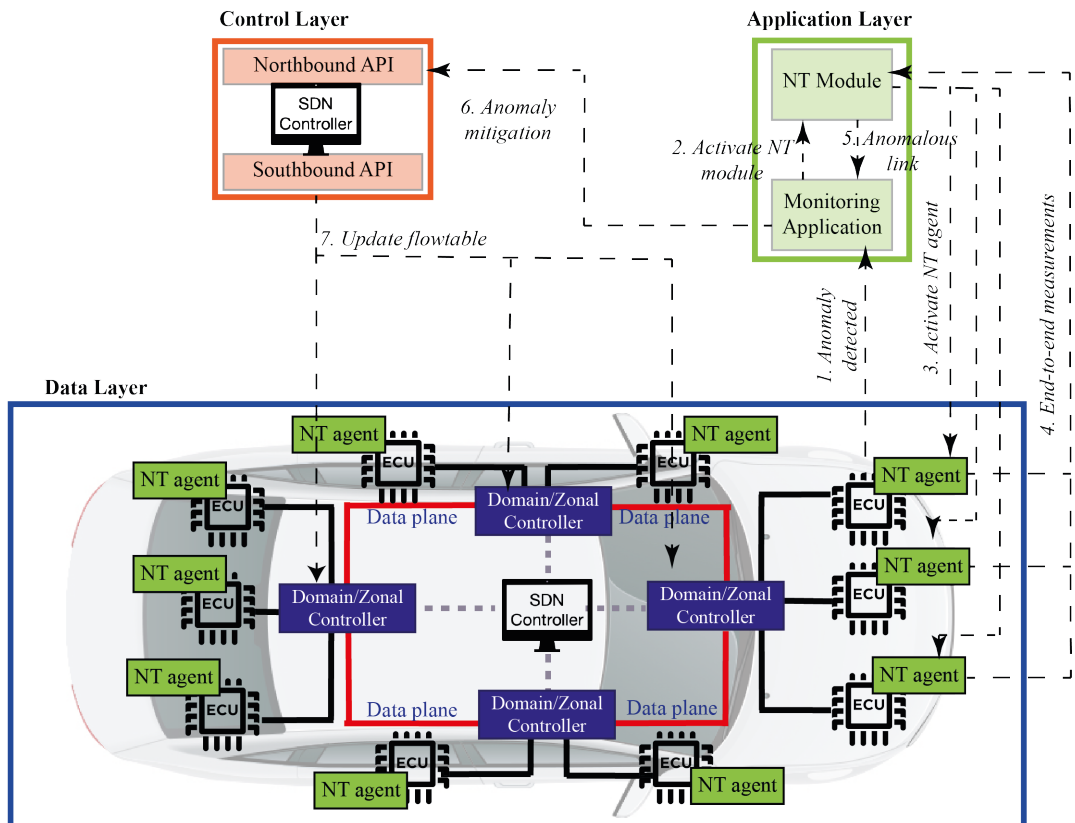 Control Layer
Application Layer
Northbound API
SDN
Controller
Southbound API
6. Anomaly
mitigation
NT Module
2. Activate NT
module
5. Anomalous
link
Monitoring
Application
7. Update flowtable
1. Anomaly
detected
3. Activate NT agent
4. End-to-end measurements
Data Layer
NT agent
ECU
NT agent
ECU
NT agent
ECU
NT agent
ECU
Data plane
Domain/Zonal
Controller
Data plane
NT agent
ECU
NT agent
ECU
Domain/Zonal
Controller
SDN
Controller
Domain/Zonal
Controller
NT agent
ECU
NT agent
ECU
Data plane
Domain/Zonal
Controller
Data plane
NT agent
ECU
ECU
NT agent
ECU
NT agent